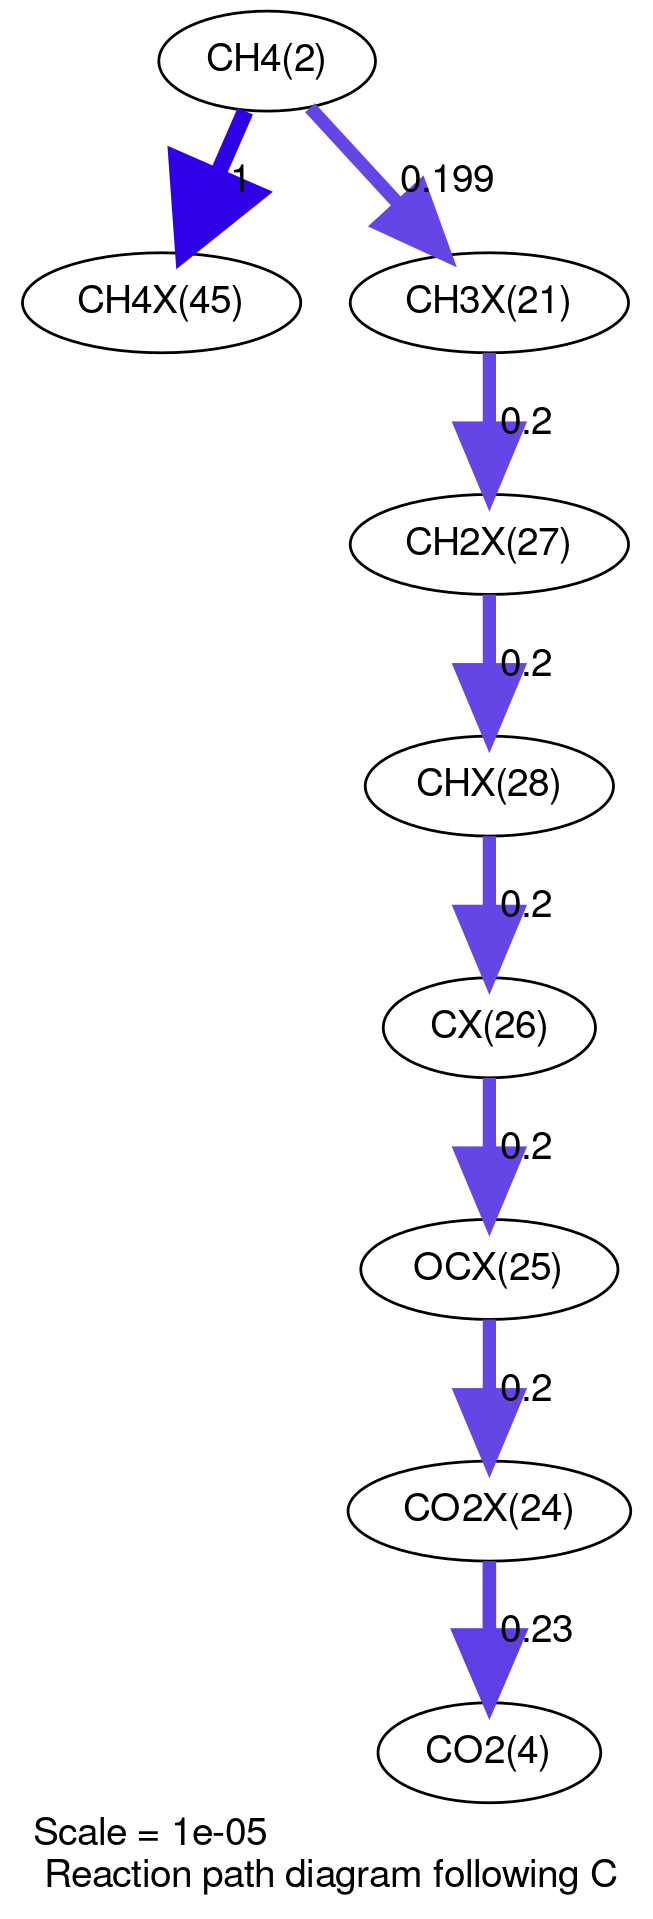 CH4(2)
1
0.199
CH4X(45)
CH3X(21)
0.2
CH2X(27)
0.2
CHX(28)
0.2
CX(26)
0.2
OCX(25)
0.2
CO2X(24)
0.23
CO2(4)
Scale = 1e-05
Reaction path diagram following C